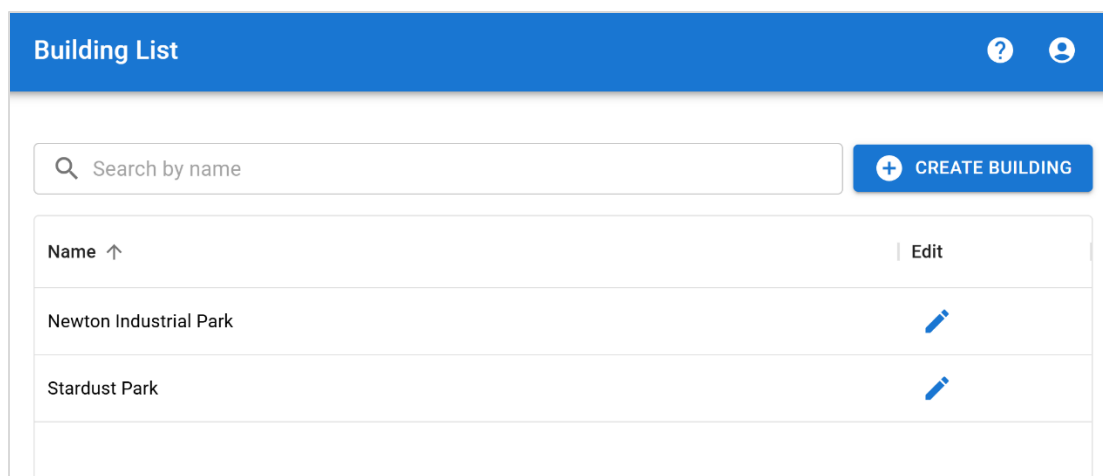 Building List
Search by name
CREATE BUILDING
Name Edit
Newton Industrial Park
Stardust Park